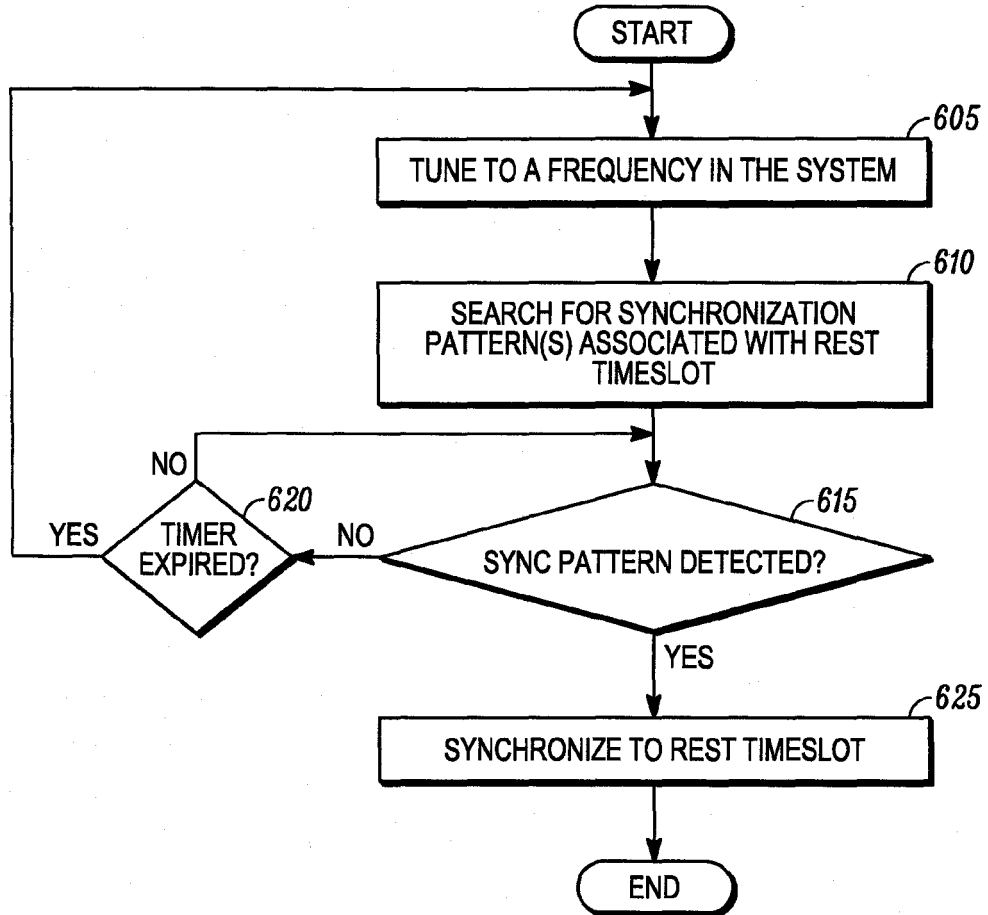 START
605
TUNE TO A FREQUENCY IN THE SYSTEM
610
SEARCH FOR SYNCHRONIZATION
PATTERN(S) ASSOCIATED WITH REST
TIMESLOT
NO
620
615
YES
TIMER
EXPIRED?
NO
SYNC PATTERN DETECTED?
YES
625
SYNCHRONIZE TO REST TIMESLOT
END